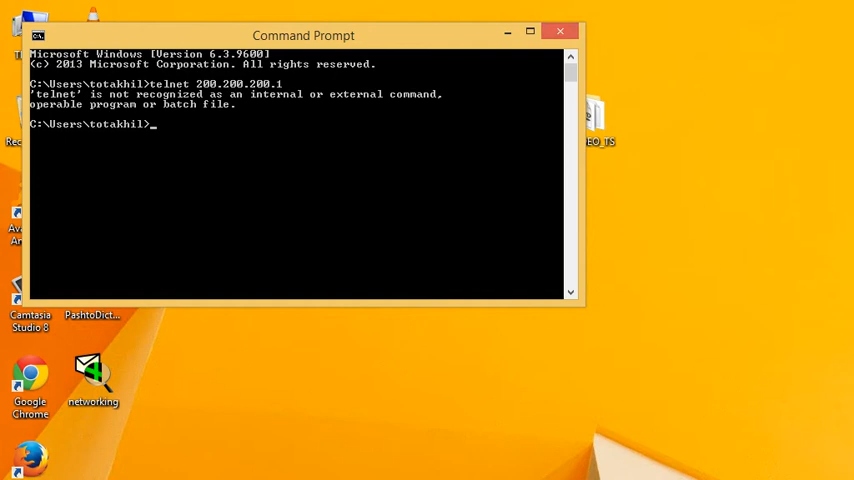 Command Prompt
Microsoft Windows [Version 6.3.9600]
(c) 2013 Microsoft Corporation. All rights reserved.
C:\Users\totakhil>telnet 200.200.200.1
'telnet' is not recognized as an internal or external command,
operable program or batch file.
C:\Users\totakhil>_
Camtasia
Studio 8
PashtoDict...
Google
Chrome
networking